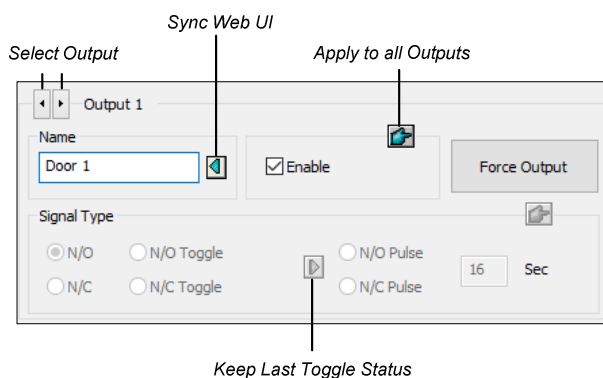 Sync Web UI
Select Output
Apply to all Outputs
Output 1
Name
Door 1
Enable
Force Output
Signal Type
N/O
N/O Toggle
N/O Pulse
16
Sec
N/C
N/C Toggle
N/C Pulse
Keep Last Toggle Status